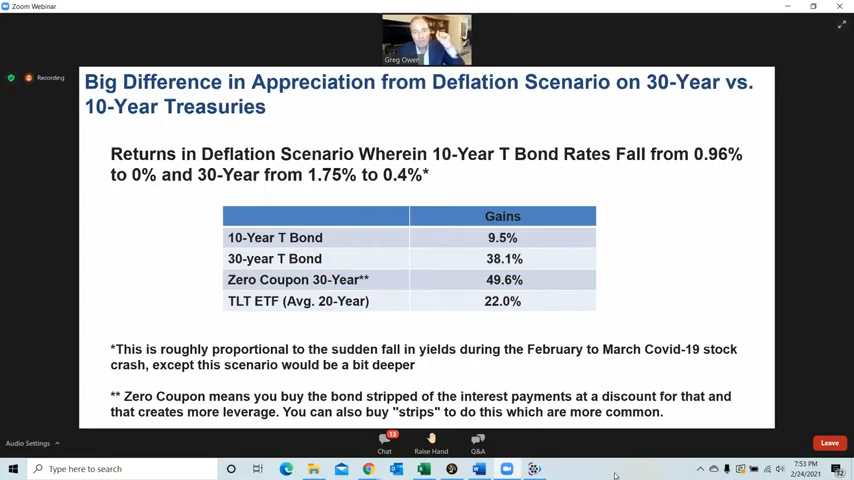 Zoom Webinar
Greg Owen
Recording
Big Difference in Appreciation from Deflation Scenario on 30-Year vs.
10-Year Treasuries
Returns in Deflation Scenario Wherein 10-Year T Bond Rates Fall from 0.96%
to 0% and 30-Year from 1.75% to 0.4%*
Gains
10-Year T Bond 9.5%
30-year T Bond 38.1%
Zero Coupon 30-Year** 49.6%
TLT ETF (Avg. 20-Year) 22.0%
*This is roughly proportional to the sudden fall in yields during the February to March Covid-19 stock
crash, except this scenario would be a bit deeper
** Zero Coupon means you buy the bond stripped of the interest payments at a discount for that and
that creates more leverage. You can also buy "strips" to do this which are more common.
Audio Settings
13
Chat
Raise Hand
Q&A
Leave
Type here to search
7:53 PM
2/24/2021
32